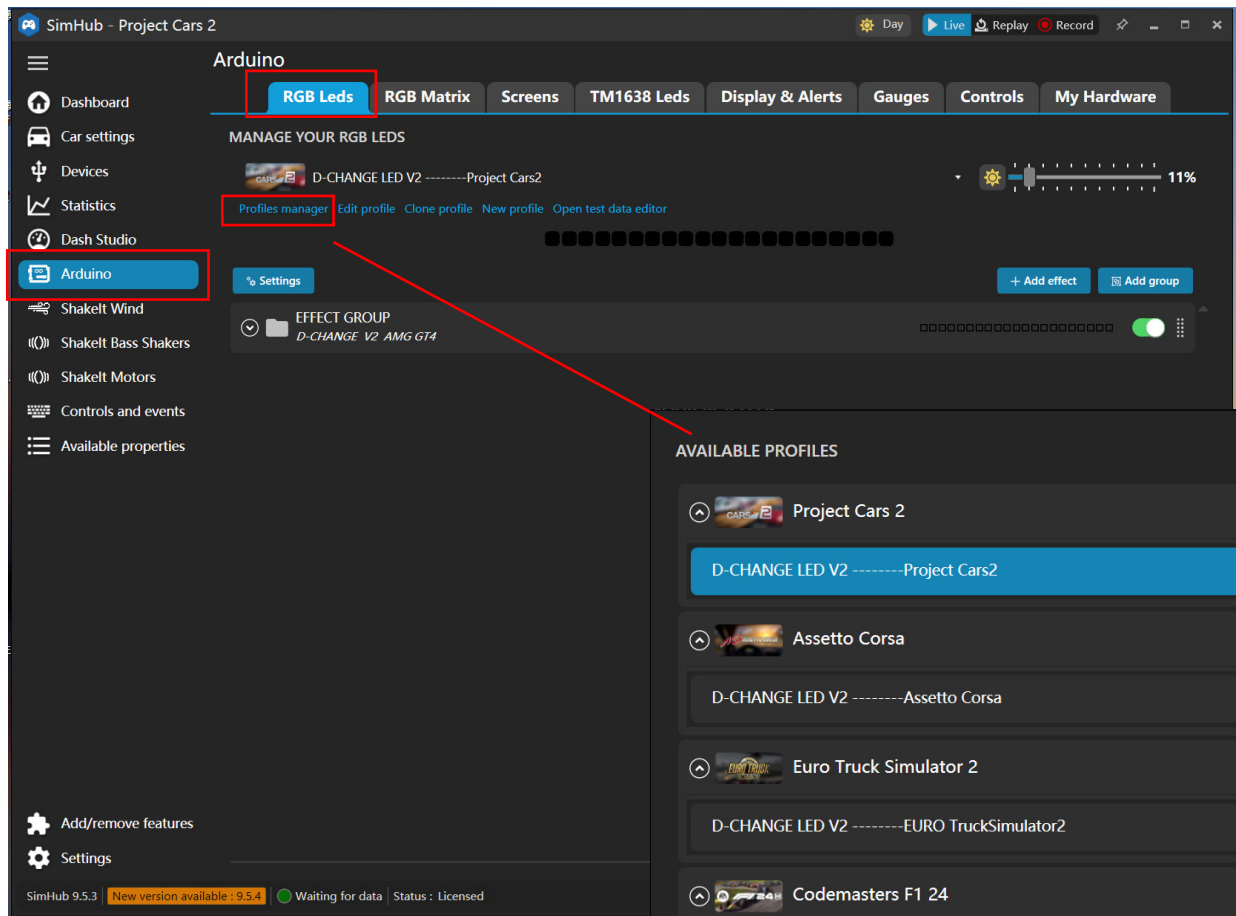 SimHub - Project Cars 2
Day
Live
Replay
Record
Arduino
Dashboard
Car settings
Devices
Statistics
Dash Studio
Arduino
ShakeIt Wind
ShakeIt Bass Shakers
ShakeIt Motors
Controls and events
Available properties
Add/remove features
Settings
RGB Leds
RGB Matrix
Screens
TM1638 Leds
Display & Alerts
Gauges
Controls
My Hardware
MANAGE YOUR RGB LEDS
CARS 2
D-CHANGE LED V2 --------Project Cars2
11%
Profiles manager
Edit profile
Clone profile
New profile
Open test data editor
Settings
+ Add effect
Add group
EFFECT GROUP
D-CHANGE V2 AMG GT4
AVAILABLE PROFILES
CARS 2
Project Cars 2
D-CHANGE LED V2 --------Project Cars2
Assetto Corsa
D-CHANGE LED V2 --------Assetto Corsa
EURO TRUCK
Euro Truck Simulator 2
D-CHANGE LED V2 --------EURO TruckSimulator2
Codemasters F1 24
SimHub 9.5.3
New version available : 9.5.4
Waiting for data
Status : Licensed